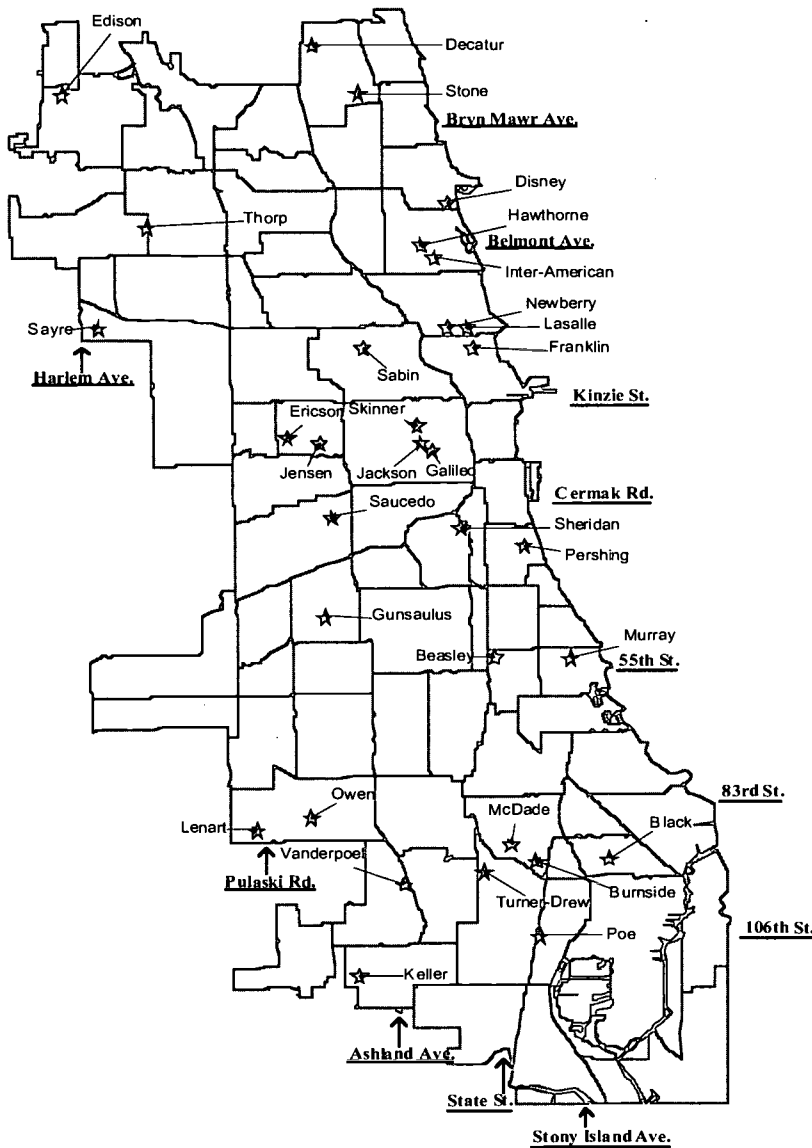 Edison
Decatur
Stone
Bryn Mawr Ave.
Disney
Thorp
Hawthorne
Belmont Ave.
Inter-American
Newberry
Sayre
Lasalle
Sabin
Franklin
Harlem Ave.
Kinzie St.
Ericson Skinner
Jensen
Jackson
Galileo
Cermak Rd.
Saucedo
Sheridan
Pershing
Gunsaulus
Murray
Beasley
55th St.
83rd St.
Owen
McDade
Black
Lenart
Vanderpoel
Pulaski Rd.
Burnside
Turner-Drew
106th St.
Poe
Keller
Ashland Ave.
State St.
Stony Island Ave.